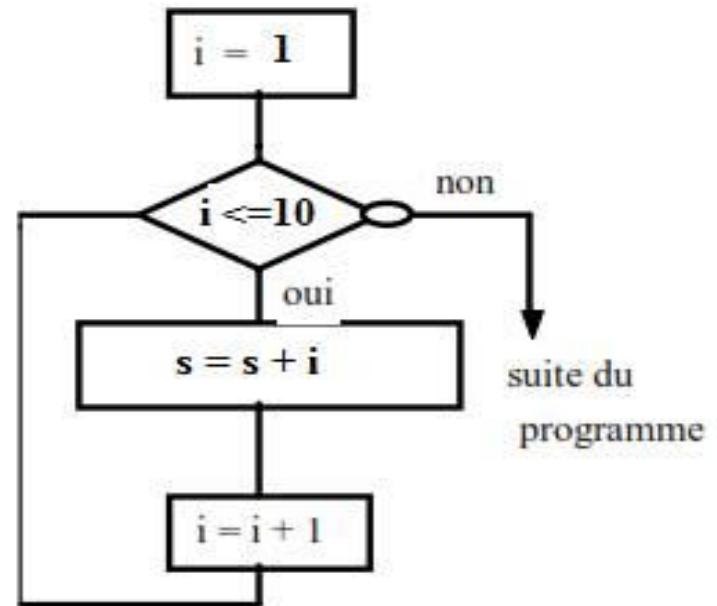 i = 1
i <=10
non
oui
s = s + i
suite du
programme
i = i + 1